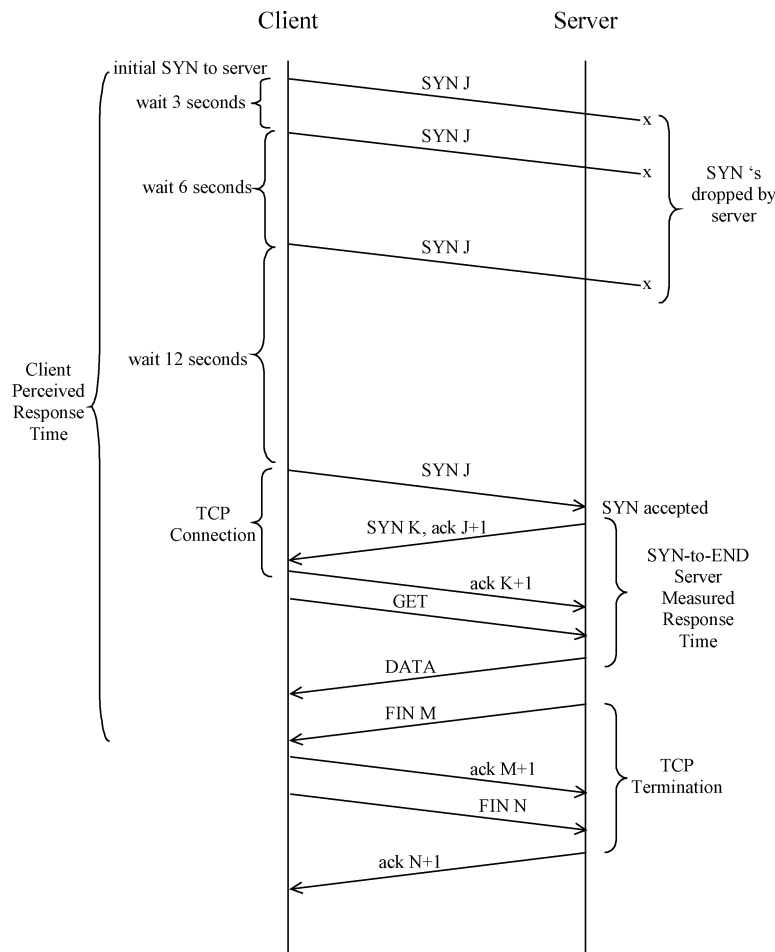 Client
Server
initial SYN to server
SYN J
wait 3 seconds
x
SYN J
x
wait 6 seconds
SYN 's
dropped by
server
SYN J
x
wait 12 seconds
Client
Perceived
Response
Time
SYN J
SYN accepted
TCP
Connection
SYN K, ack J+1
SYN-to-END
Server
Measured
Response
Time
ack K+1
GET
DATA
FIN M
ack M+1
TCP
Termination
FIN N
ack N+1